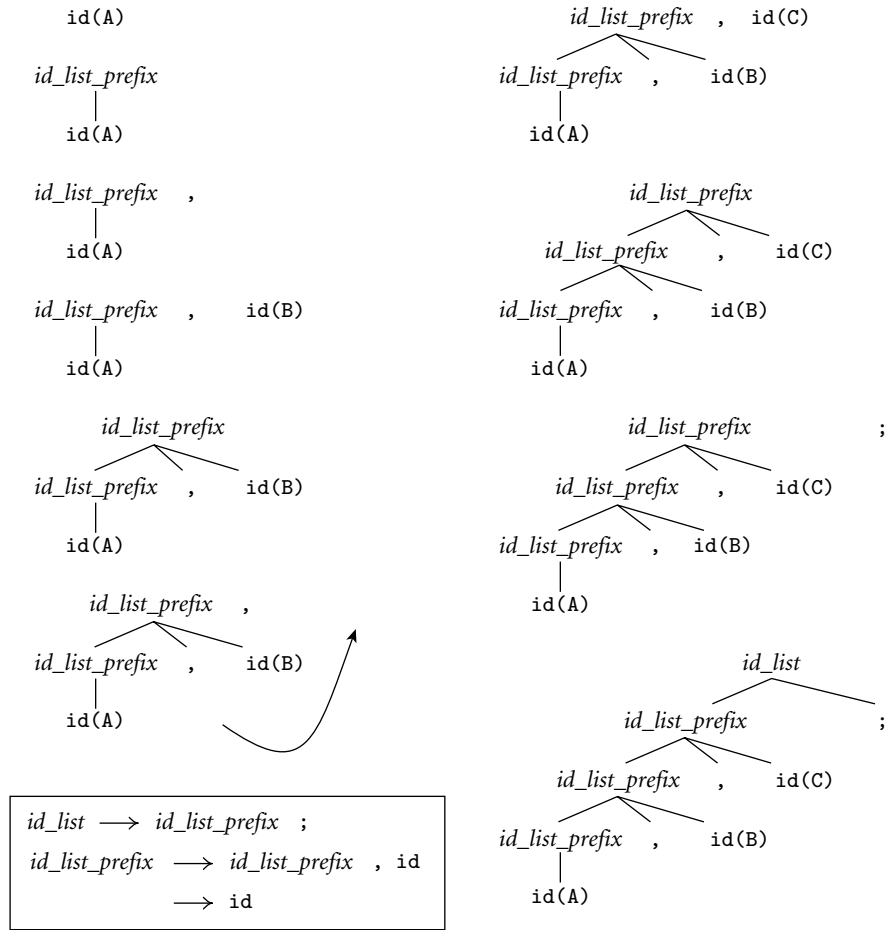 id(A)
id_list_prefix
id(A)
id_list_prefix ,
id(A)
id_list_prefix , id(B)
id(A)
id_list_prefix
id_list_prefix , id(B)
id(A)
id_list_prefix ,
id_list_prefix , id(B)
id(A)
id_list_prefix , id(C)
id_list_prefix , id(B)
id(A)
id_list_prefix
id_list_prefix , id(C)
id_list_prefix , id(B)
id(A)
id_list_prefix ;
id_list_prefix , id(C)
id_list_prefix , id(B)
id(A)
id_list
id_list_prefix ;
id_list_prefix , id(C)
id_list_prefix , id(B)
id(A)
id_list ⟶ id_list_prefix ;
id_list_prefix ⟶ id_list_prefix , id
⟶ id